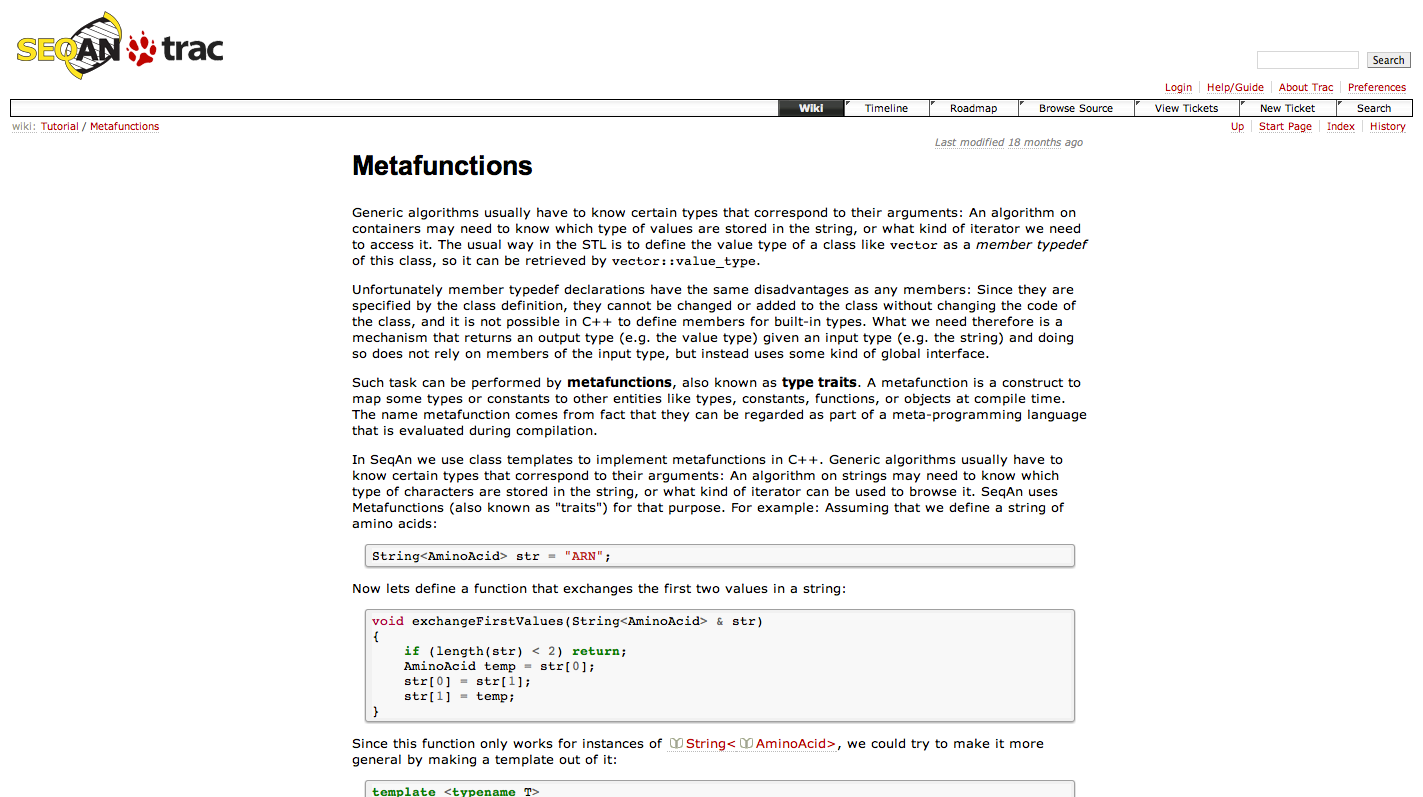 SEQAN trac
Search
Login Help/Guide About Trac Preferences
Wiki Timeline Roadmap Browse Source View Tickets New Ticket Search
wiki: Tutorial / Metafunctions Up Start Page Index History
Last modified 18 months ago
Metafunctions
Generic algorithms usually have to know certain types that correspond to their arguments: An algorithm on
containers may need to know which type of values are stored in the string, or what kind of iterator we need
to access it. The usual way in the STL is to define the value type of a class like vector as a member typedef
of this class, so it can be retrieved by vector::value_type.
Unfortunately member typedef declarations have the same disadvantages as any members: Since they are
specified by the class definition, they cannot be changed or added to the class without changing the code of
the class, and it is not possible in C++ to define members for built-in types. What we need therefore is a
mechanism that returns an output type (e.g. the value type) given an input type (e.g. the string) and doing
so does not rely on members of the input type, but instead uses some kind of global interface.
Such task can be performed by metafunctions, also known as type traits. A metafunction is a construct to
map some types or constants to other entities like types, constants, functions, or objects at compile time.
The name metafunction comes from fact that they can be regarded as part of a meta-programming language
that is evaluated during compilation.
In SeqAn we use class templates to implement metafunctions in C++. Generic algorithms usually have to
know certain types that correspond to their arguments: An algorithm on strings may need to know which
type of characters are stored in the string, or what kind of iterator can be used to browse it. SeqAn uses
Metafunctions (also known as "traits") for that purpose. For example: Assuming that we define a string of
amino acids:
String<AminoAcid> str = "ARN";
Now lets define a function that exchanges the first two values in a string:
void exchangeFirstValues(String<AminoAcid> & str)
{
    if (length(str) < 2) return;
    AminoAcid temp = str[0];
    str[0] = str[1];
    str[1] = temp;
}
Since this function only works for instances of String< AminoAcid>, we could try to make it more
general by making a template out of it:
template <typename T>